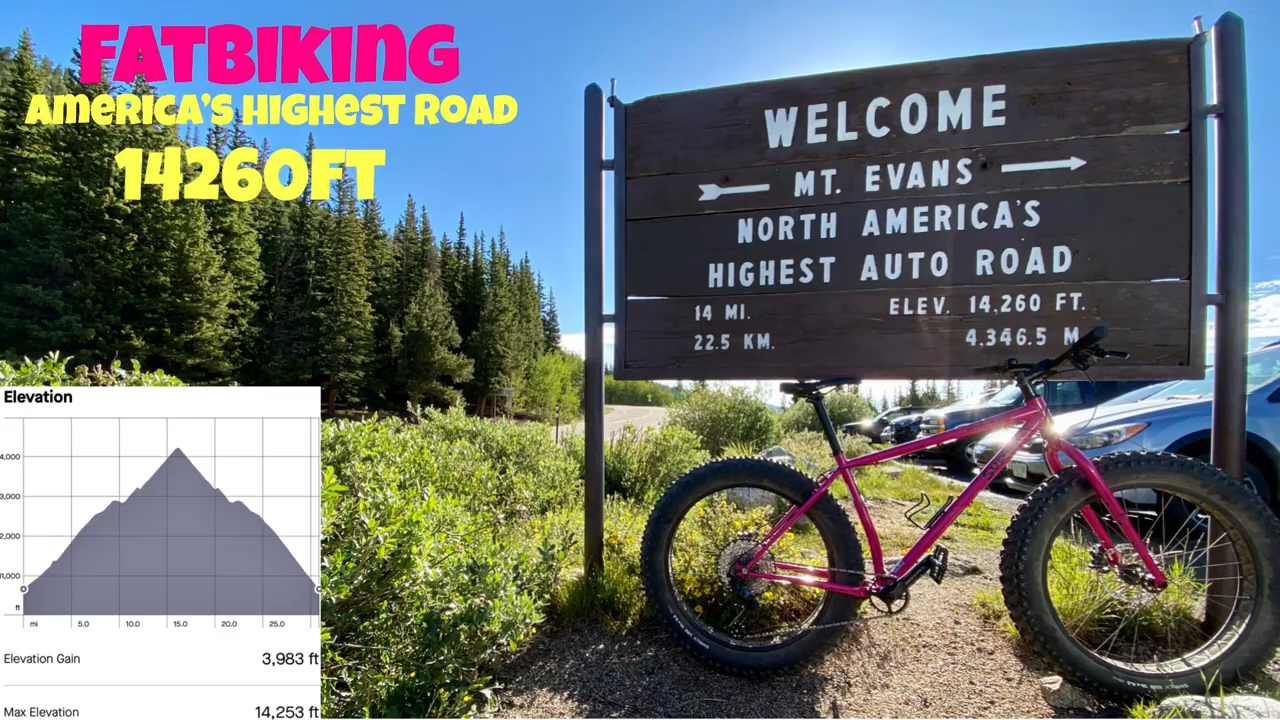 FATBIKING
AMERICA'S HIGHEST ROAD
14260FT
WELCOME
MT. EVANS
NORTH AMERICA'S
HIGHEST AUTO ROAD
14 MI. ELEV. 14,260 FT.
22.5 KM. 4,346.5 M
Elevation
4,000
3,000
2,000
11,000
ft
mi 5.0 10.0 15.0 20.0 25.0
Elevation Gain 3,983 ft
Max Elevation 14,253 ft